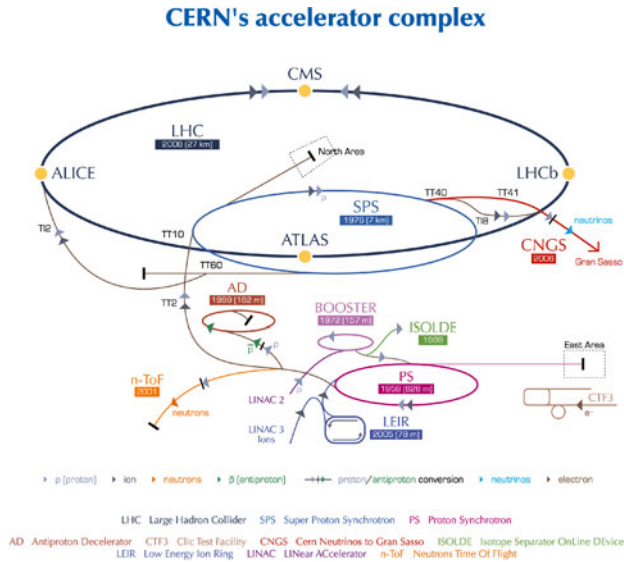 CERN's accelerator complex
CMS
LHC
2008 (27 km)
North Area
ALICE
LHCb
TT40
TT41
SPS
1976 (7 km)
TI8
TI2
TT10
ATLAS
neutrinos
CNGS
2006
Gran Sasso
TT60
AD
1999 (182 m)
TT2
BOOSTER
1972 (157 m)
ISOLDE
1989
East Area
p
p
p
p
n-ToF
2001
neutrons
LINAC 2
PS
1959 (628 m)
CTF3
e-
LINAC 3
Ions
LEIR
2005 (78 m)
p (proton)
ion
neutrons
p̄ (antiproton)
proton/antiproton conversion
neutrinos
electron
LHC Large Hadron Collider SPS Super Proton Synchrotron PS Proton Synchrotron
AD Antiproton Decelerator CTF3 Clic Test Facility CNGS Cern Neutrinos to Gran Sasso ISOLDE Isotope Separator OnLine DEvice
LEIR Low Energy Ion Ring LINAC LINear ACcelerator n-ToF Neutrons Time Of Flight